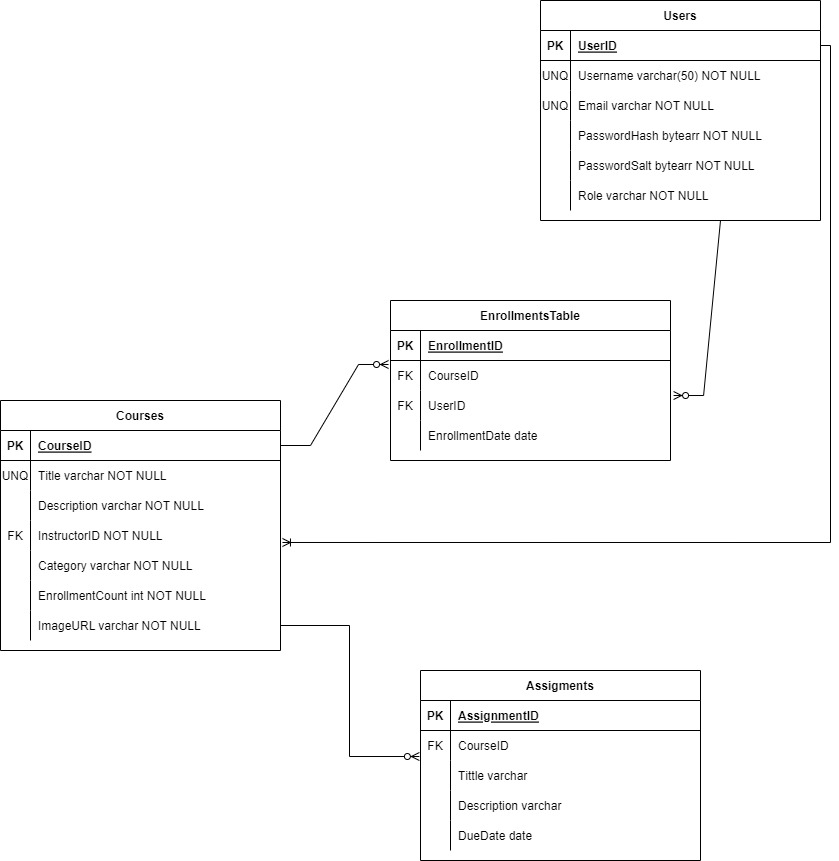 Users
PK UserID
UNQ Username varchar(50) NOT NULL
UNQ Email varchar NOT NULL
PasswordHash bytearr NOT NULL
PasswordSalt bytearr NOT NULL
Role varchar NOT NULL
EnrollmentsTable
PK EnrollmentID
FK CourseID
FK UserID
EnrollmentDate date
Courses
PK CourseID
UNQ Title varchar NOT NULL
Description varchar NOT NULL
FK InstructorID NOT NULL
Category varchar NOT NULL
EnrollmentCount int NOT NULL
ImageURL varchar NOT NULL
Assigments
PK AssignmentID
FK CourseID
Tittle varchar
Description varchar
DueDate date